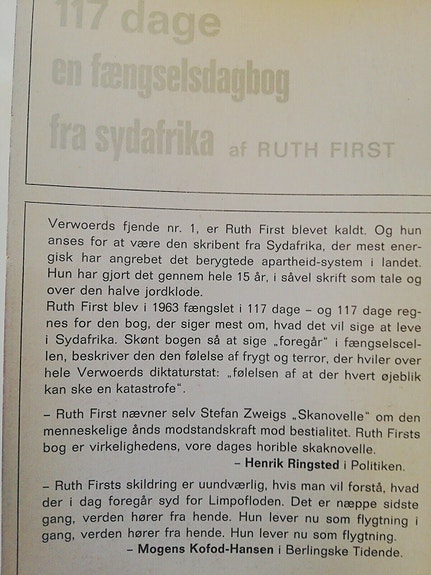 117 dage
en fængselsdagbog
fra sydafrika af RUTH FIRST
Verwoerds fjende nr. 1, er Ruth First blevet kaldt. Og hun
anses for at være den skribent fra Sydafrika, der mest ener-
gisk har angrebet det berygtede apartheid-system i landet.
Hun har gjort det gennem hele 15 år, i såvel skrift som tale og
over den halve jordklode.
Ruth First blev i 1963 fængslet i 117 dage – og 117 dage reg-
nes for den bog, der siger mest om, hvad det vil sige at leve
i Sydafrika. Skønt bogen så at sige „foregår“ i fængselscel-
len, beskriver den den følelse af frygt og terror, der hviler over
hele Verwoerds diktaturstat: „følelsen af at der hvert øjeblik
kan ske en katastrofe“.
– Ruth First nævner selv Stefan Zweigs „Skanovelle“ om den
menneskelige ånds modstandskraft mod bestialitet. Ruth Firsts
bog er virkelighedens, vore dages horible skaknovelle.
– Henrik Ringsted i Politiken.
– Ruth Firsts skildring er uundværlig, hvis man vil forstå, hvad
der i dag foregår syd for Limpofloden. Det er næppe sidste
gang, verden hører fra hende. Hun lever nu som flygtning i
gang, verden hører fra hende. Hun lever nu som flygtning.
– Mogens Kofod-Hansen i Berlingske Tidende.